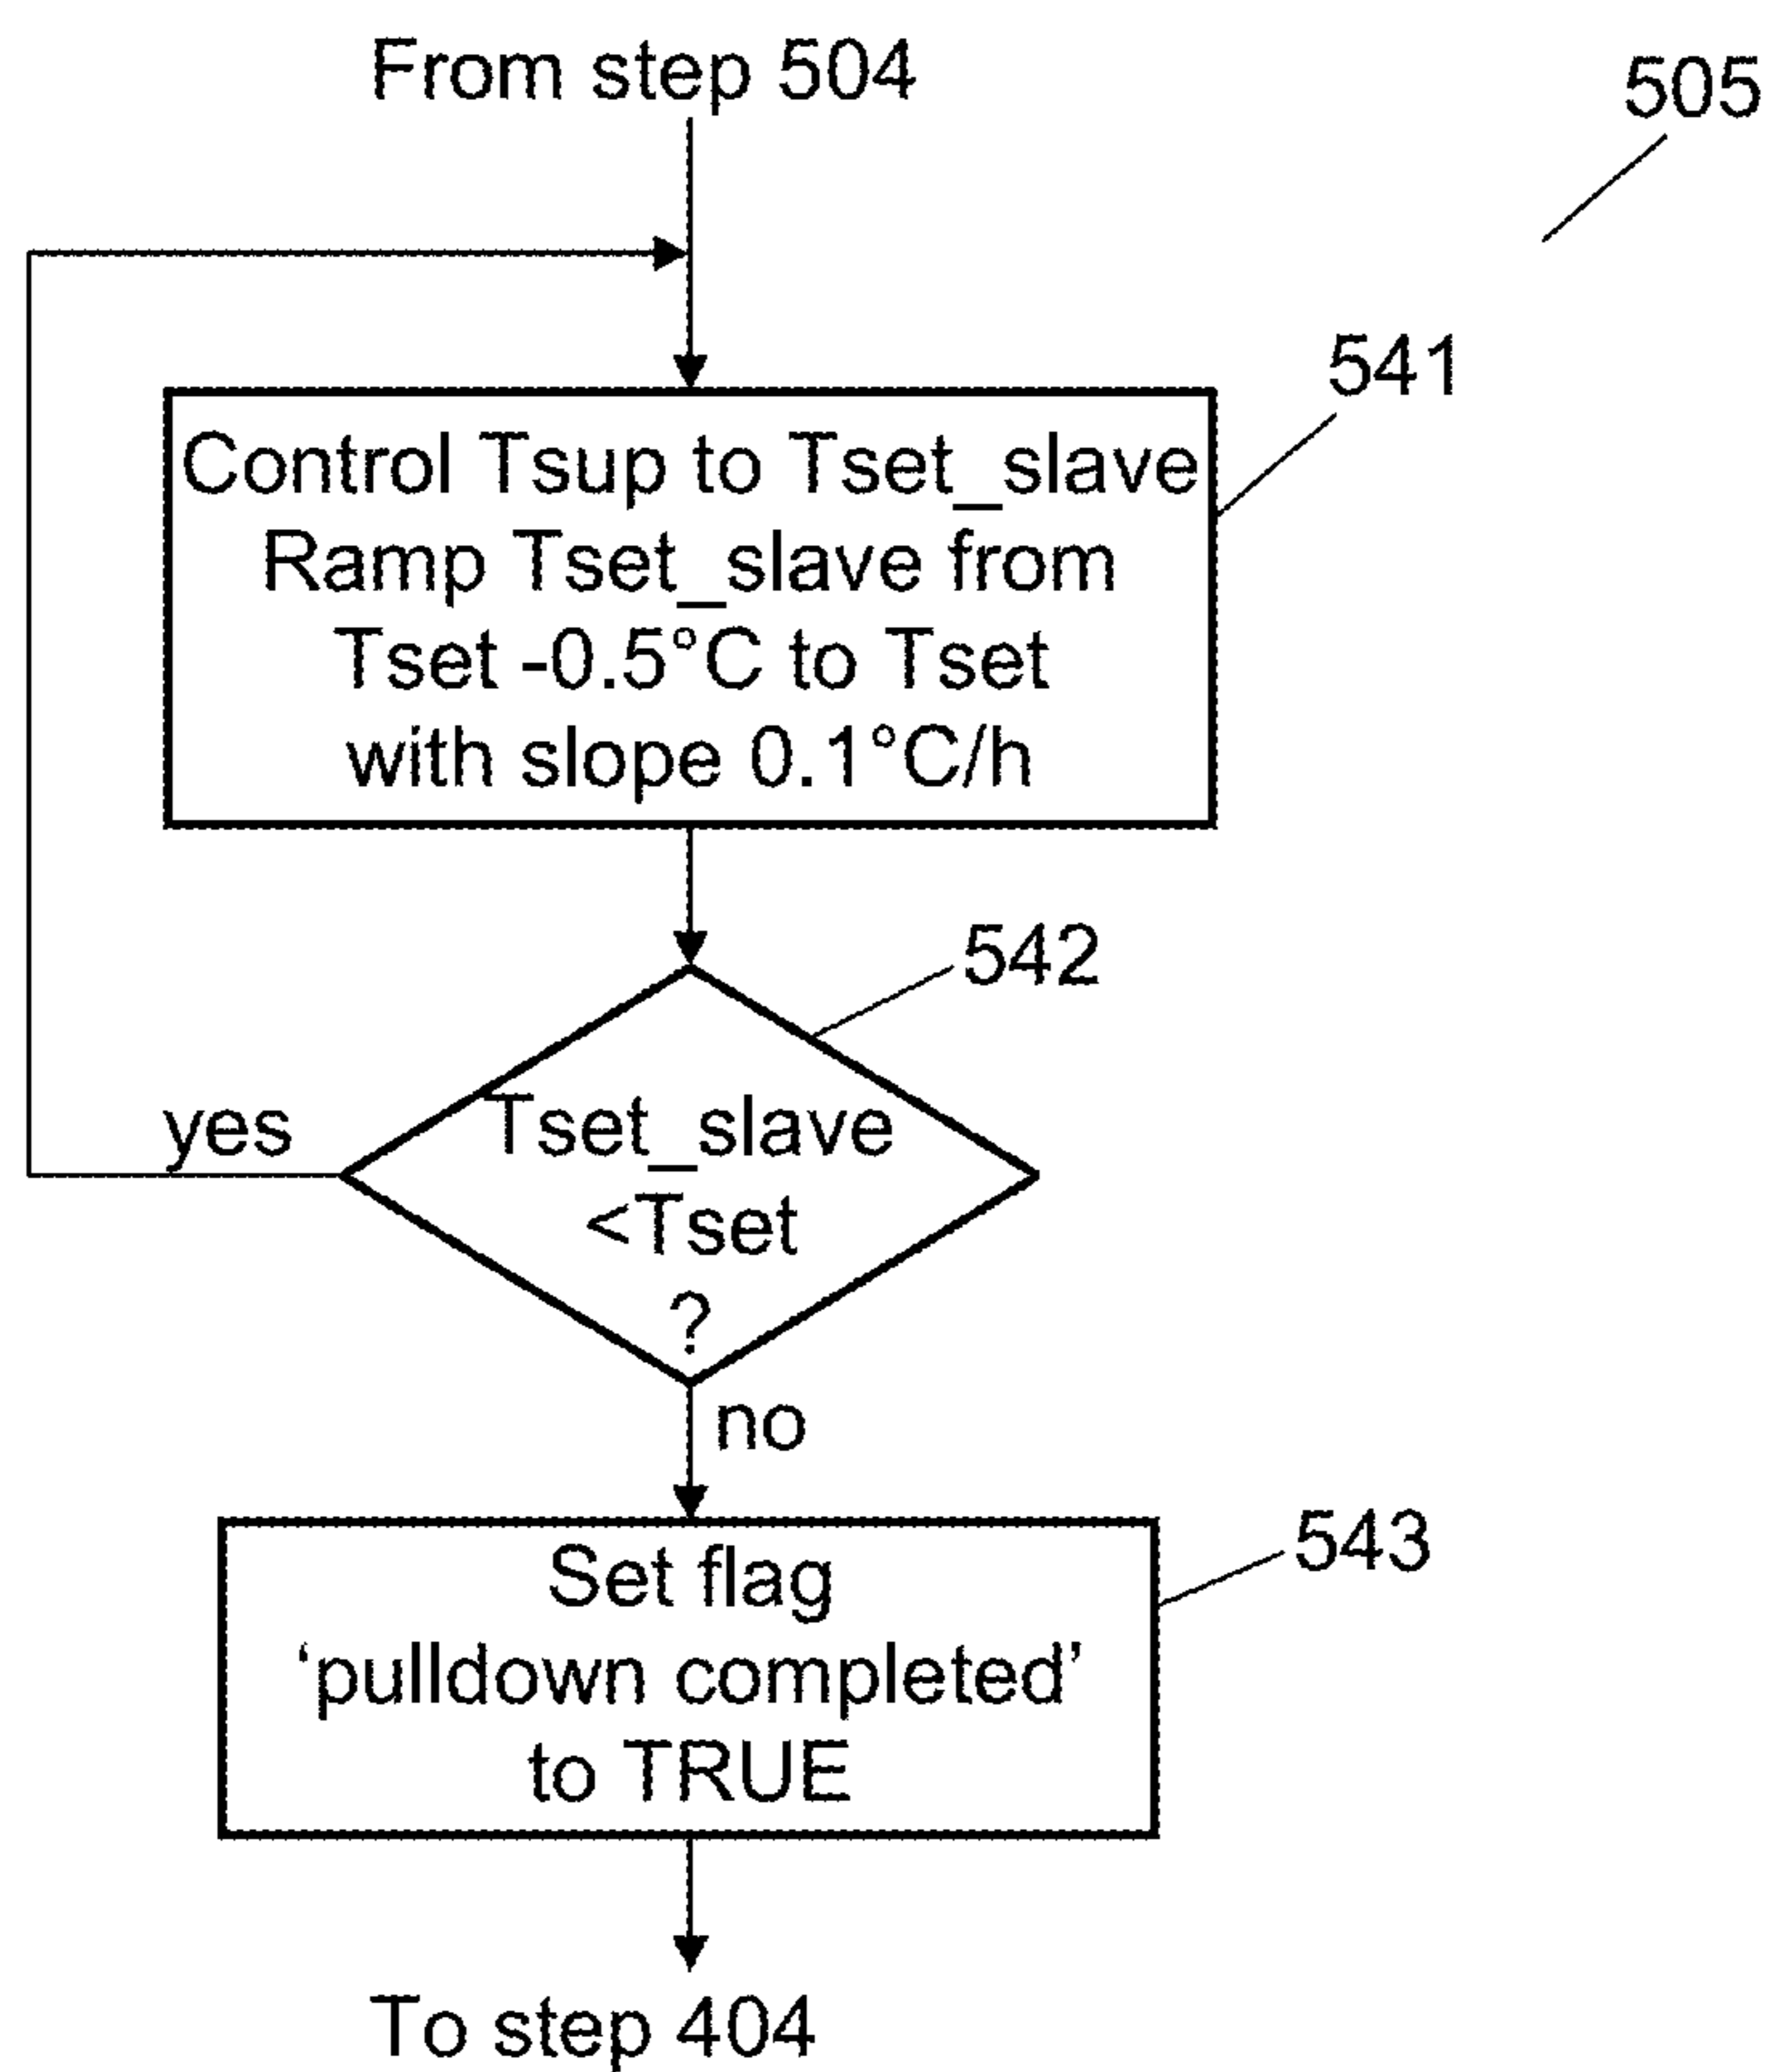 From step 504
505
541
Control Tsup to Tset_slave
Ramp Tset_slave from
Tset -0.5°C to Tset
with slope 0.1°C/h
542
yes
Tset_slave
<Tset
?
no
543
Set flag
‘pulldown completed’
to TRUE
To step 404